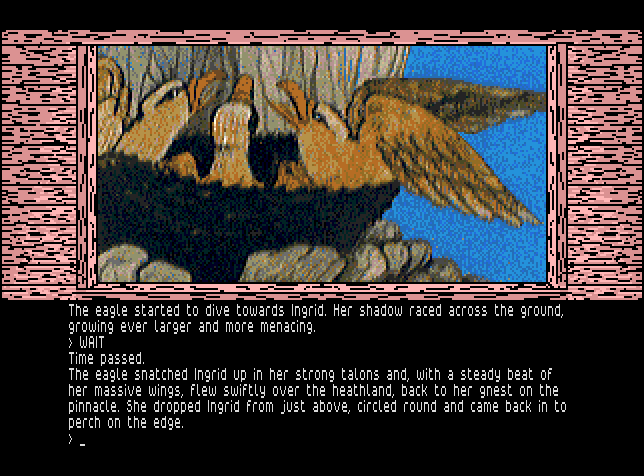 The eagle started to dive towards Ingrid. Her shadow raced across the ground,
growing ever larger and more menacing.
> WAIT
Time passed.
The eagle snatched Ingrid up in her strong talons and, with a steady beat of
her massive wings, flew swiftly over the heathland, back to her gnest on the
pinnacle. She dropped Ingrid from just above, circled round and came back in to
perch on the edge.
> _